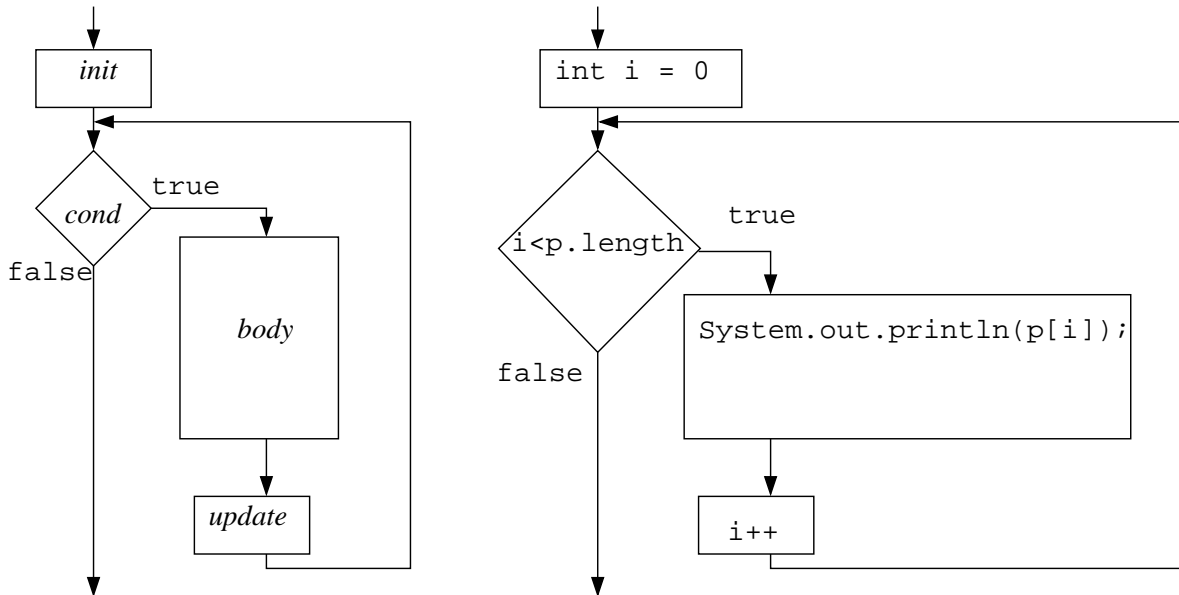 init
true
cond
false
body
update
int i = 0
true
i<p.length
System.out.println(p[i]);
false
i++